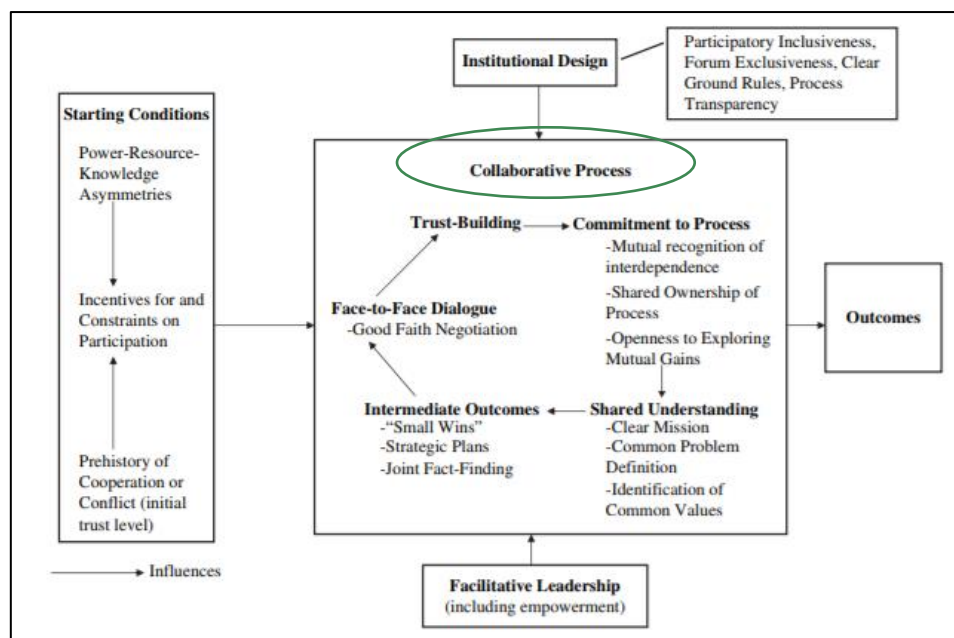 Institutional Design
Participatory Inclusiveness,
Forum Exclusiveness, Clear
Ground Rules, Process
Transparency
Starting Conditions
Power-Resource-
Knowledge
Asymmetries
Incentives for and
Constraints on
Participation
Prehistory of
Cooperation or
Conflict (initial
trust level)
Collaborative Process
Trust-Building
Commitment to Process
-Mutual recognition of
interdependence
-Shared Ownership of
Process
-Openness to Exploring
Mutual Gains
Face-to-Face Dialogue
-Good Faith Negotiation
Intermediate Outcomes
-“Small Wins”
-Strategic Plans
-Joint Fact-Finding
Shared Understanding
-Clear Mission
-Common Problem
Definition
-Identification of
Common Values
Outcomes
Influences
Facilitative Leadership
(including empowerment)